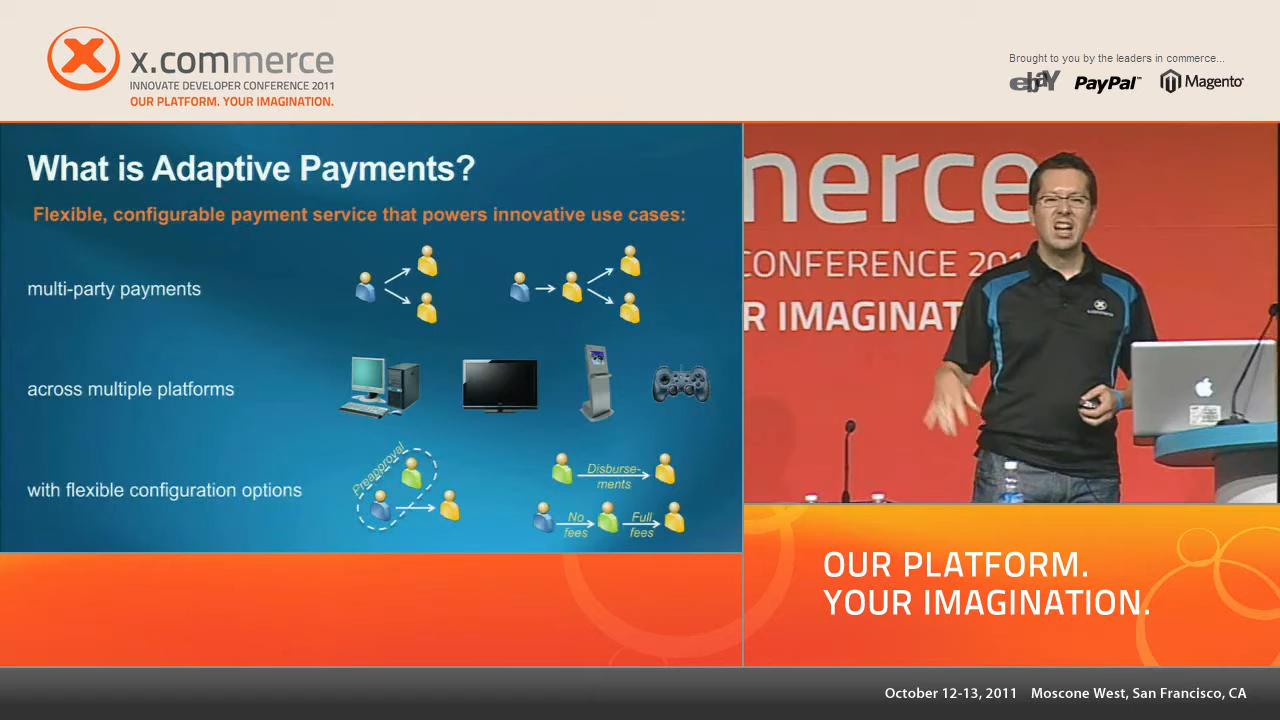 x.commerce
INNOVATE DEVELOPER CONFERENCE 2011
OUR PLATFORM. YOUR IMAGINATION.
Brought to you by the leaders in commerce...
ebaY
PayPal™
Magento®
What is Adaptive Payments?
Flexible, configurable payment service that powers innovative use cases:
multi-party payments
across multiple platforms
with flexible configuration options
Preapproval
Disburse-
ments
No
fees
Full
fees
merce
CONFERENCE 201
R IMAGINAT
x.commerce
OUR PLATFORM.
YOUR IMAGINATION.
October 12-13, 2011 Moscone West, San Francisco, CA